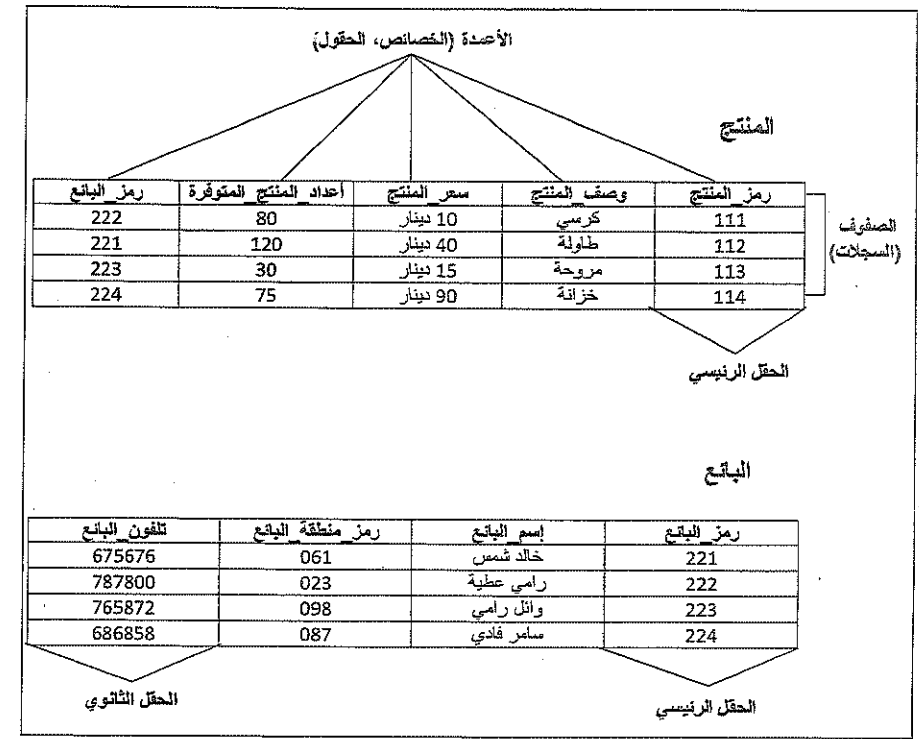 الأعمدة (الخصائص، الحقول)
المنتج
رمز_المنتج وصف_المنتج سعر_المنتج أعداد_المنتج_المتوفرة رمز_البائع
111 كرسي 10 دينار 80 222
112 طاولة 40 دينار 120 221
113 مروحة 15 دينار 30 223
114 خزانة 90 دينار 75 224
الصفوف
(السجلات)
الحقل الرئيسي
البائع
رمز_البائع إسم_البائع رمز_منطقة_البائع تلفون_البائع
221 خالد شمس 061 675676
222 رامي عطية 023 787800
223 وائل رامي 098 765872
224 سامر فادي 087 686858
الحقل الثانوي
الحقل الرئيسي